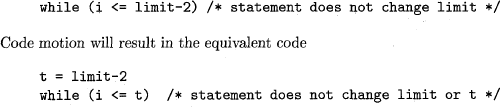 while (i <= limit-2) /* statement does not change limit */
Code motion will result in the equivalent code
t = limit-2
while (i <= t) /* statement does not change limit or t */